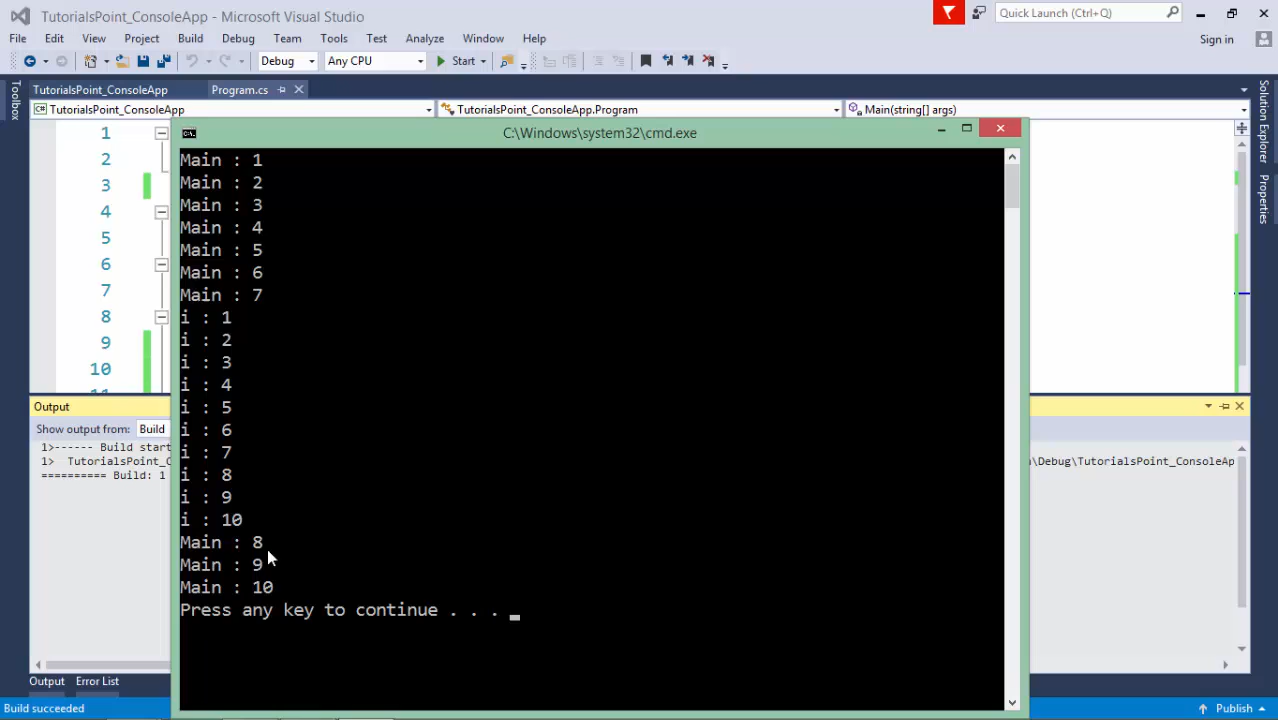 TutorialsPoint_ConsoleApp - Microsoft Visual Studio
Quick Launch (Ctrl+Q)
File Edit View Project Build Debug Team Tools Test Analyze Window Help
Sign in
Debug Any CPU Start
Toolbox
TutorialsPoint_ConsoleApp Program.cs
TutorialsPoint_ConsoleApp TutorialsPoint_ConsoleApp.Program Main(string[] args)
Solution Explorer
Properties
1
2
3
4
5
6
7
8
9
10
C:\Windows\system32\cmd.exe
Main : 1
Main : 2
Main : 3
Main : 4
Main : 5
Main : 6
Main : 7
i : 1
i : 2
i : 3
i : 4
i : 5
i : 6
i : 7
i : 8
i : 9
i : 10
Main : 8
Main : 9
Main : 10
Press any key to continue . . .
Output
Show output from: Build
1>------ Build start
1> TutorialsPoint_C
\Debug\TutorialsPoint_ConsoleAp
========== Build: 1
Output Error List
Build succeeded
Publish